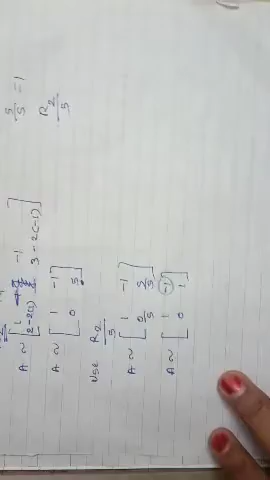 A ~ [ 1 -1
2-2(1) 3-2(-1) ]
5/5 = 1
A ~ [ 1 -1
0 5 ]
R2/5
use R2/5
A ~ [ 1 -1
0/5 5/5 ]
A ~ [ 1 -1
0 1 ]